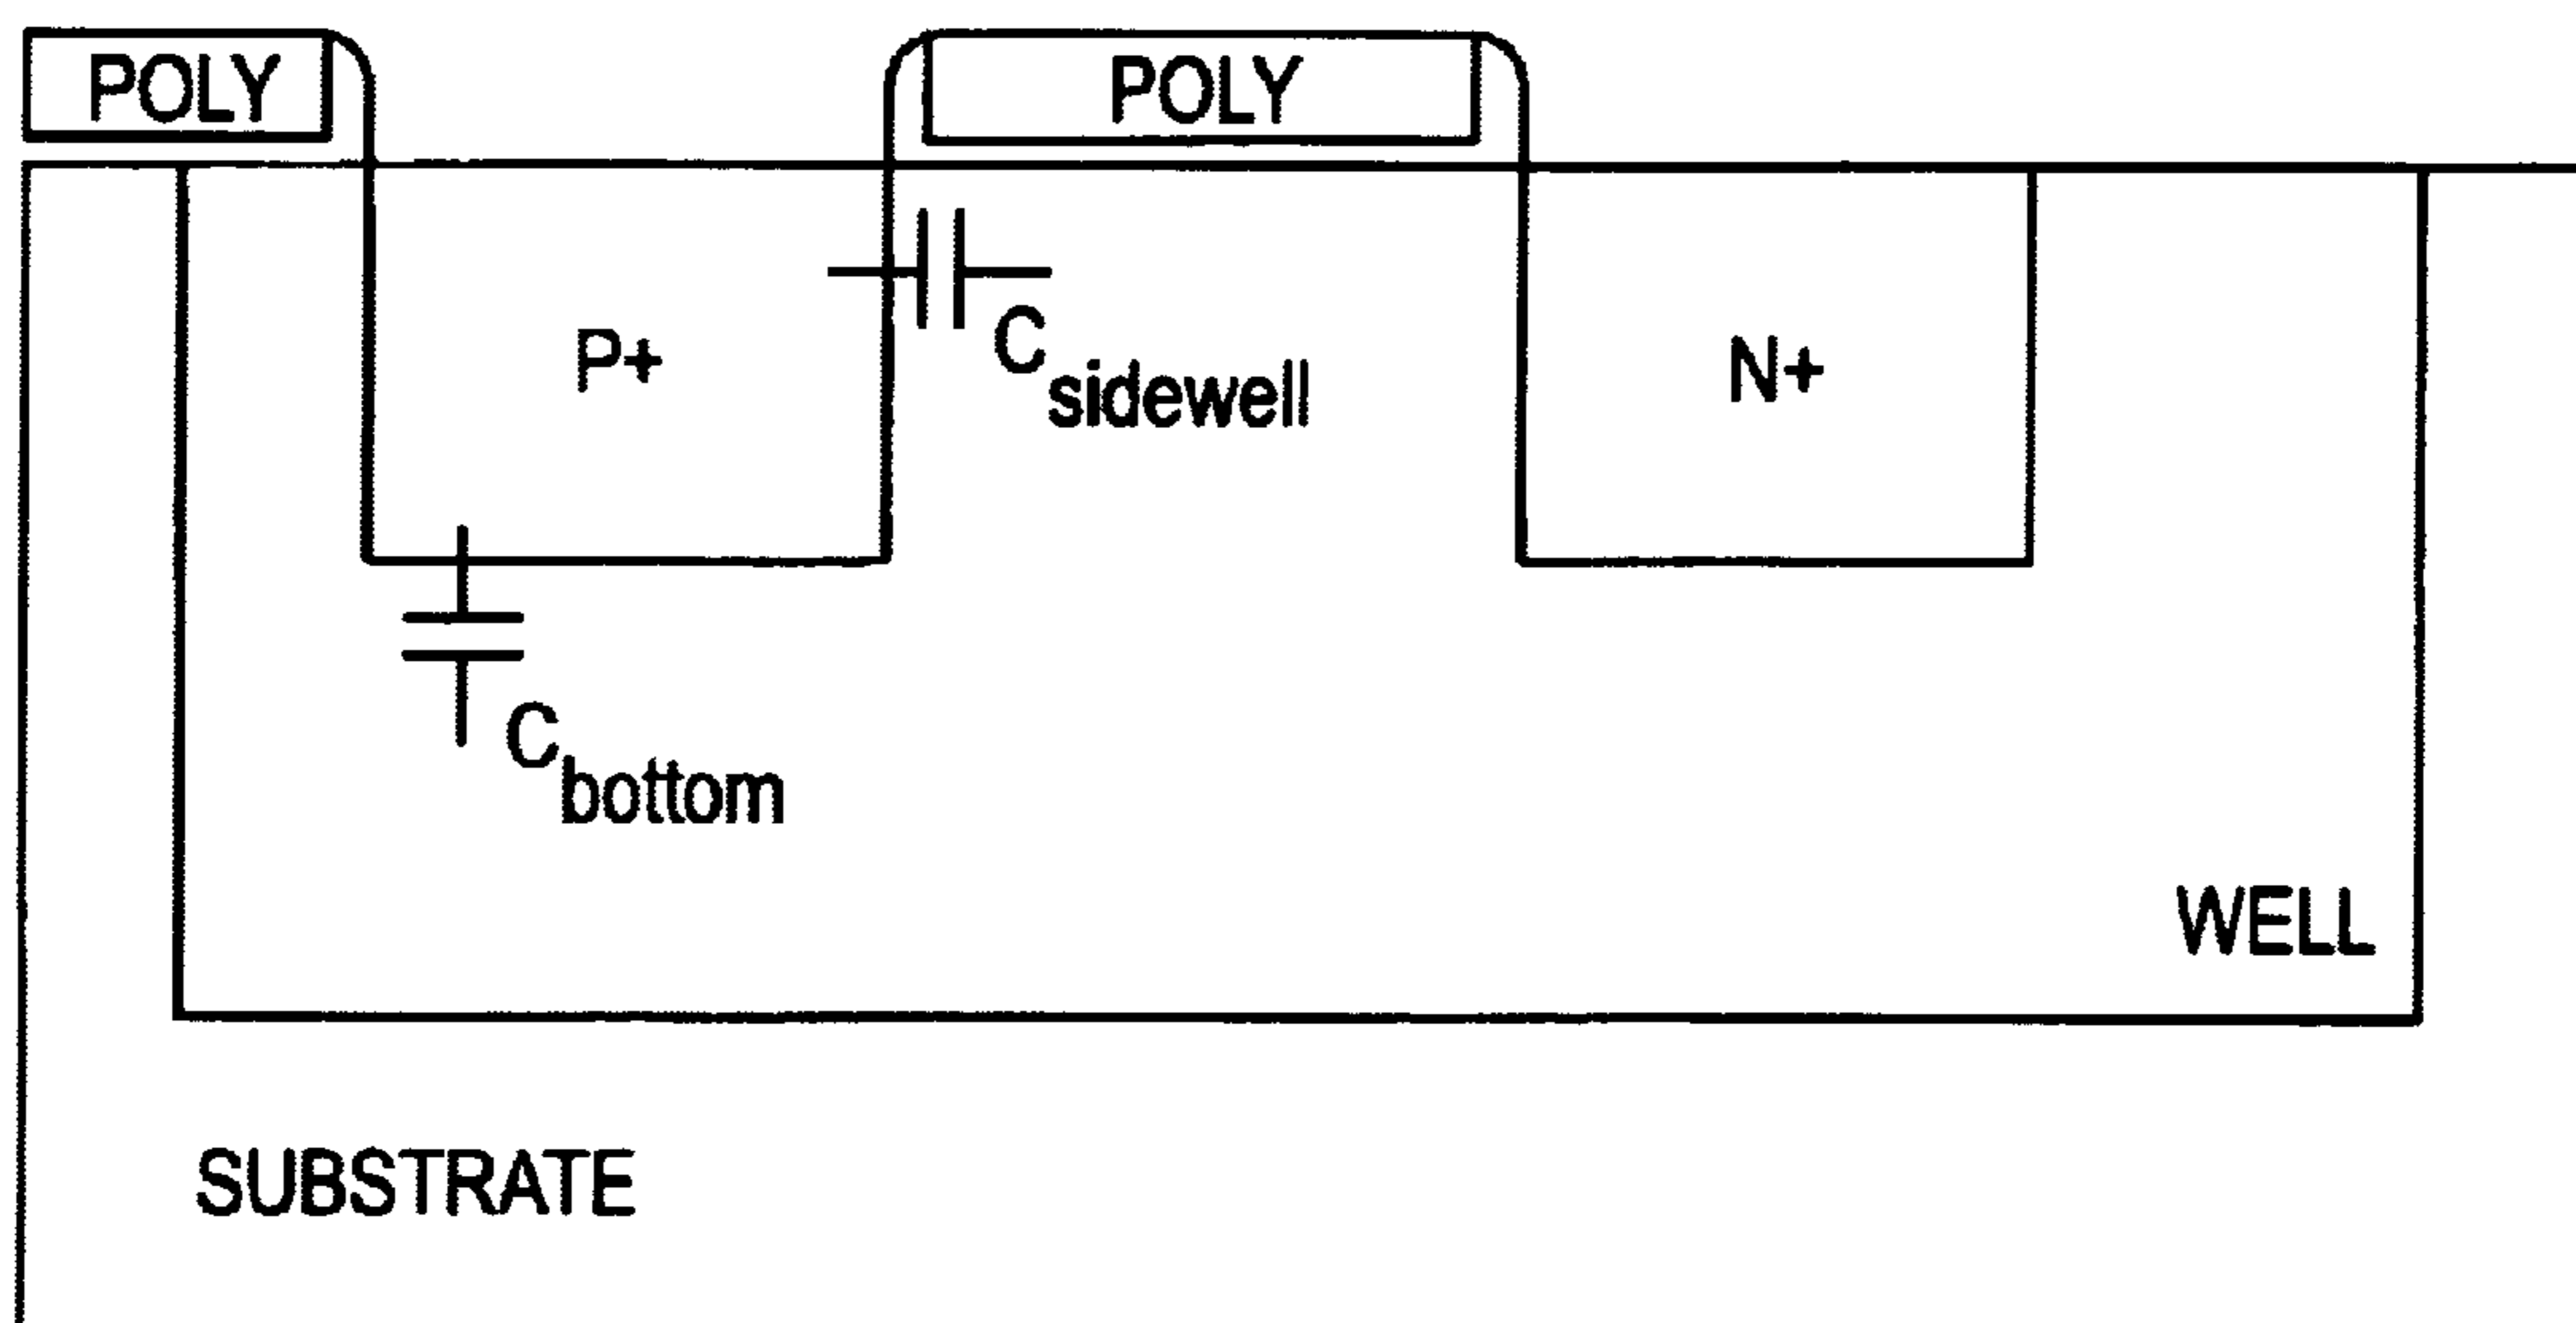 POLY
POLY
P+
C sidewell
N+
C bottom
WELL
SUBSTRATE